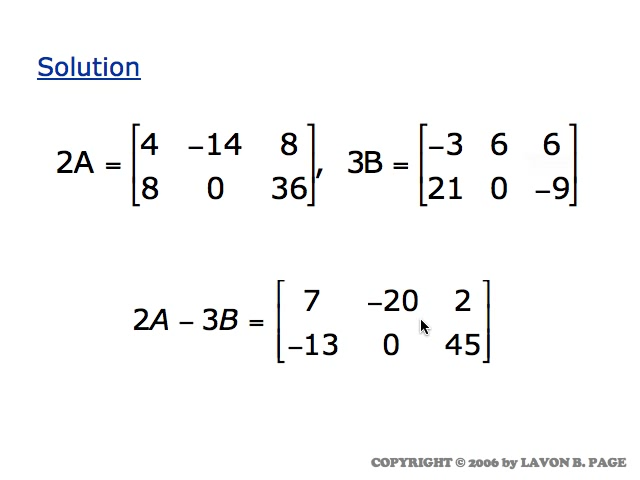 Solution
2A = [4 −14 8], 3B = [−3 6 6]
[8 0 36] [21 0 −9]
2A − 3B = [7 −20 2]
[−13 0 45]
COPYRIGHT © 2006 by LAVON B. PAGE